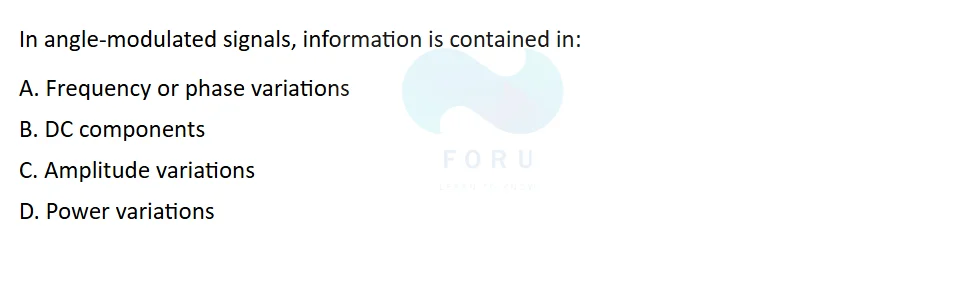 In angle-modulated signals, information is contained in:
A. Frequency or phase variations
B. DC components
FORU
C. Amplitude variations
D. Power variations